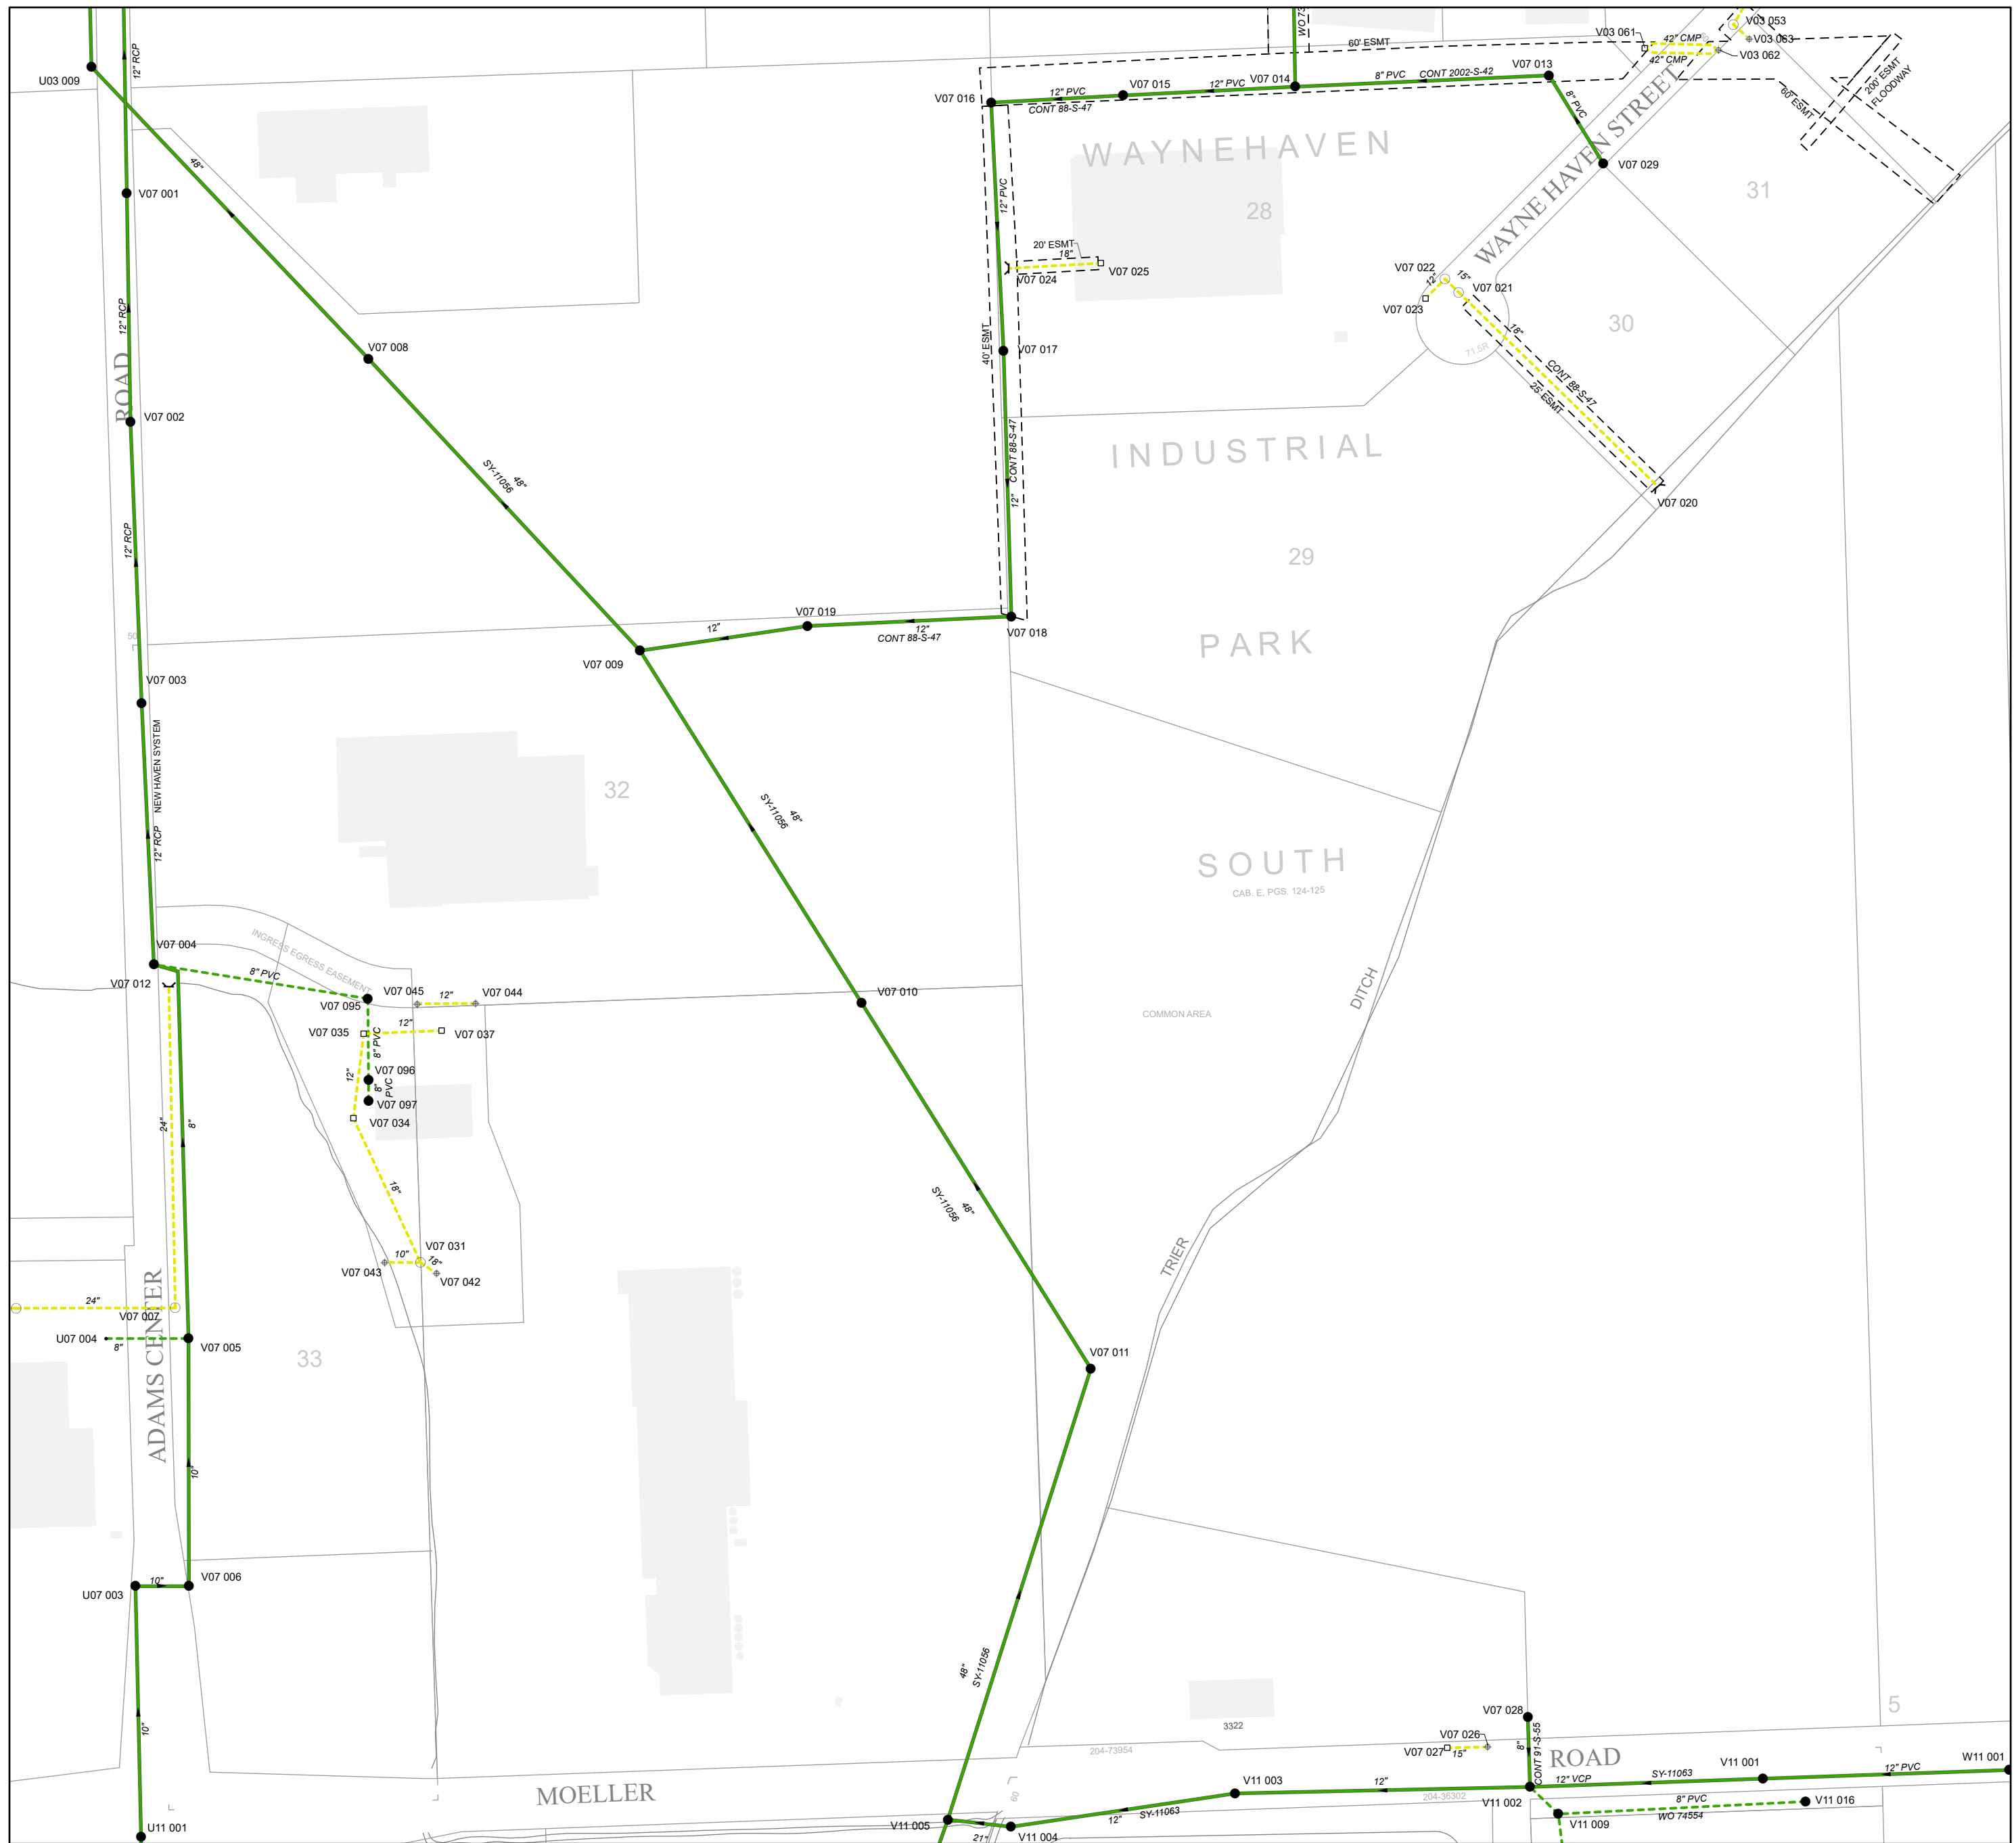 V03 053
V03 061
42" CMP
V03 063
60' ESMT
V03 062
42" CMP
12" RCP
U03 009
V07 013
V07 014
8" PVC
CONT 2002-S-42
200' ESMT
FLOODWAY
V07 015
12" PVC
V07 016
12" PVC
CONT 88-S-47
60' ESMT
8" PVC
WAYNEHAVEN
WAYNE HAVEN STREET
48"
V07 029
V07 001
12" PVC
28
31
20' ESMT
18"
V07 025
V07 024
V07 022
15"
V07 021
12"
V07 023
12" RCP
18"
30
40' ESMT
V07 017
71.5R
V07 008
ROAD
CONT 88-S-47
25' ESMT
V07 002
INDUSTRIAL
CONT 88-S-47
48"
SY-11056
12"
V07 020
12" RCP
29
V07 019
12"
12"
CONT 88-S-47
V07 018
50
PARK
V07 009
V07 003
NEW HAVEN SYSTEM
32
48"
SY-11056
12" RCP
SOUTH
CAB. E, PGS. 124-125
INGRESS EGRESS EASEMENT
V07 004
8" PVC
V07 012
V07 045
12"
V07 044
V07 095
V07 010
DITCH
COMMON AREA
V07 035
12"
V07 037
8" PVC
12"
V07 096
8"
PVC
V07 097
24"
8"
V07 034
18"
48"
SY-11056
V07 031
10"
18"
V07 043
V07 042
TRIER
24"
V07 007
U07 004
8"
V07 005
ADAMS CENTER
33
V07 011
10"
10"
V07 006
U07 003
48"
SY-11056
5
V07 028
3322
V07 026
10"
204-73954
V07 027
15"
8"
CONT 91-S-55
ROAD
W11 001
V11 001
SY-11063
12" PVC
12" VCP
MOELLER
60
V11 003
12"
204-36302
V11 002
8" PVC
V11 016
WO 74554
V11 009
12"
SY-11063
V11 005
U11 001
21"
V11 004